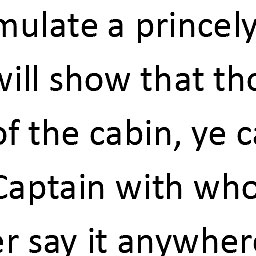 mulate a princely
will show that tho
of the cabin, ye ca
Captain with who
er say it anywhere